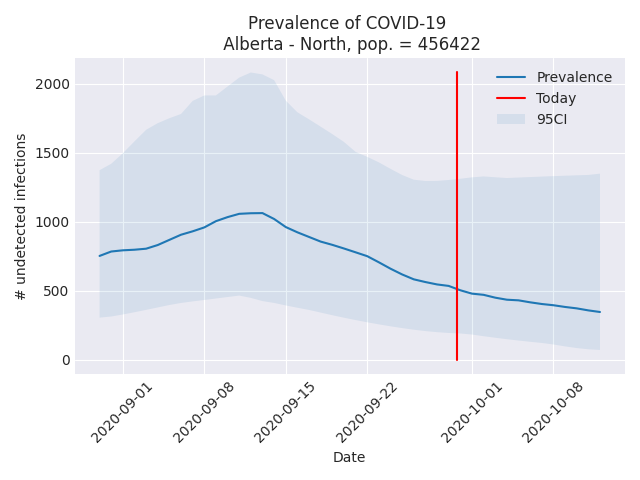 Prevalence of COVID-19
Alberta - North, pop. = 456422
Prevalence
Today
95CI
# undetected infections
2000
1500
1000
500
0
2020-09-01
2020-09-08
2020-09-15
2020-09-22
2020-10-01
2020-10-08
Date